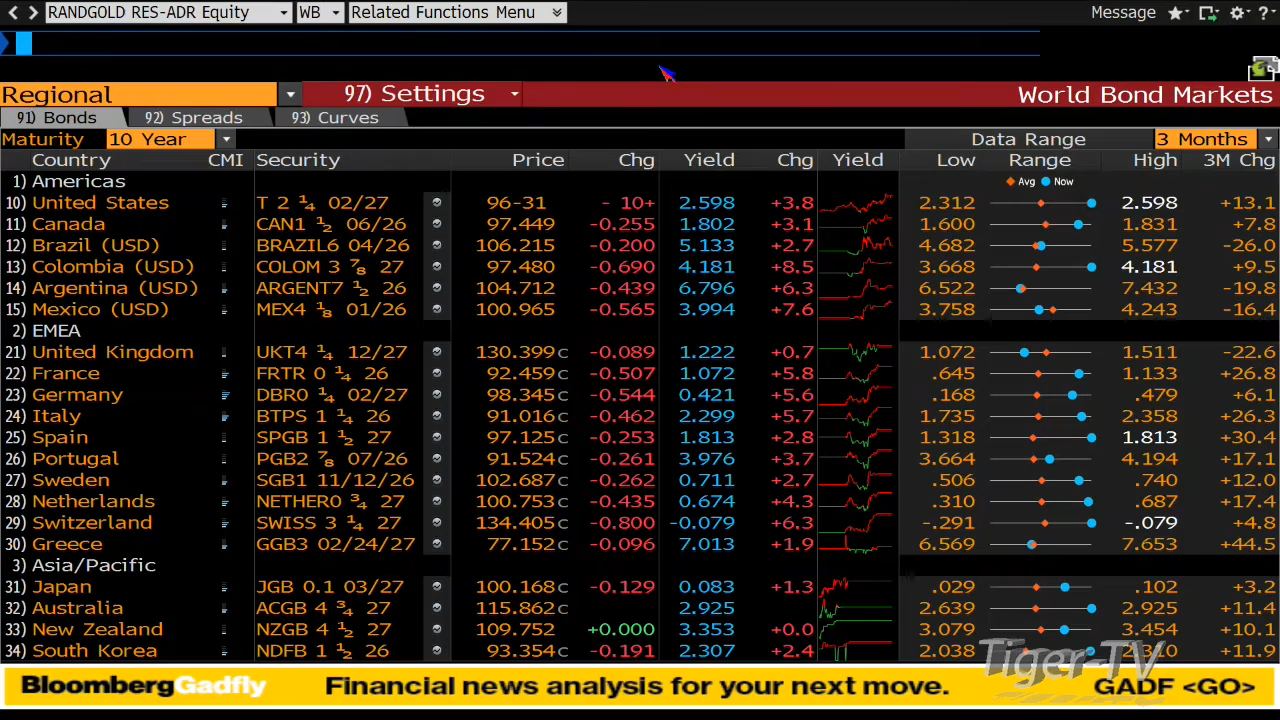 RANDGOLD RES-ADR Equity WB Related Functions Menu Message
Regional 97) Settings World Bond Markets
91) Bonds 92) Spreads 93) Curves
Maturity 10 Year Data Range 3 Months
Country CMI Security Price Chg Yield Chg Yield Low Range High 3M Chg
1) Americas Avg Now
10) United States T 2 ¼ 02/27 96-31 - 10+ 2.598 +3.8 2.312 2.598 +13.1
11) Canada CAN1 ½ 06/26 97.449 -0.255 1.802 +3.1 1.600 1.831 +7.8
12) Brazil (USD) BRAZIL6 04/26 106.215 -0.200 5.133 +2.7 4.682 5.577 -26.0
13) Colombia (USD) COLOM 3 ⅞ 27 97.480 -0.690 4.181 +8.5 3.668 4.181 +9.5
14) Argentina (USD) ARGENT7 ½ 26 104.712 -0.439 6.796 +6.3 6.522 7.432 -19.8
15) Mexico (USD) MEX4 ⅛ 01/26 100.965 -0.565 3.994 +7.6 3.758 4.243 -16.4
2) EMEA
21) United Kingdom UKT4 ¼ 12/27 130.399 c -0.089 1.222 +0.7 1.072 1.511 -22.6
22) France FRTR 0 ¼ 26 92.459 c -0.507 1.072 +5.8 .645 1.133 +26.8
23) Germany DBR0 ¼ 02/27 98.345 c -0.544 0.421 +5.6 .168 .479 +6.1
24) Italy BTPS 1 ¼ 26 91.016 c -0.462 2.299 +5.7 1.735 2.358 +26.3
25) Spain SPGB 1 ½ 27 97.125 c -0.253 1.813 +2.8 1.318 1.813 +30.4
26) Portugal PGB2 ⅞ 07/26 91.524 c -0.261 3.976 +3.7 3.664 4.194 +17.1
27) Sweden SGB1 11/12/26 102.687 c -0.262 0.711 +2.7 .506 .740 +12.0
28) Netherlands NETHER0 ¾ 27 100.753 c -0.435 0.674 +4.3 .310 .687 +17.4
29) Switzerland SWISS 3 ¼ 27 134.405 c -0.800 -0.079 +6.3 -.291 -.079 +4.8
30) Greece GGB3 02/24/27 77.152 c -0.096 7.013 +1.9 6.569 7.653 +44.5
3) Asia/Pacific
31) Japan JGB 0.1 03/27 100.168 c -0.129 0.083 +1.3 .029 .102 +3.2
32) Australia ACGB 4 ¾ 27 115.862 c 2.925 2.639 2.925 +11.4
33) New Zealand NZGB 4 ½ 27 109.752 +0.000 3.353 +0.0 3.079 3.454 +10.1
34) South Korea NDFB 1 ½ 26 93.354 c -0.191 2.307 +2.4 2.038 +11.9
Tiger-TV
BloombergGadfly Financial news analysis for your next move. GADF <GO>